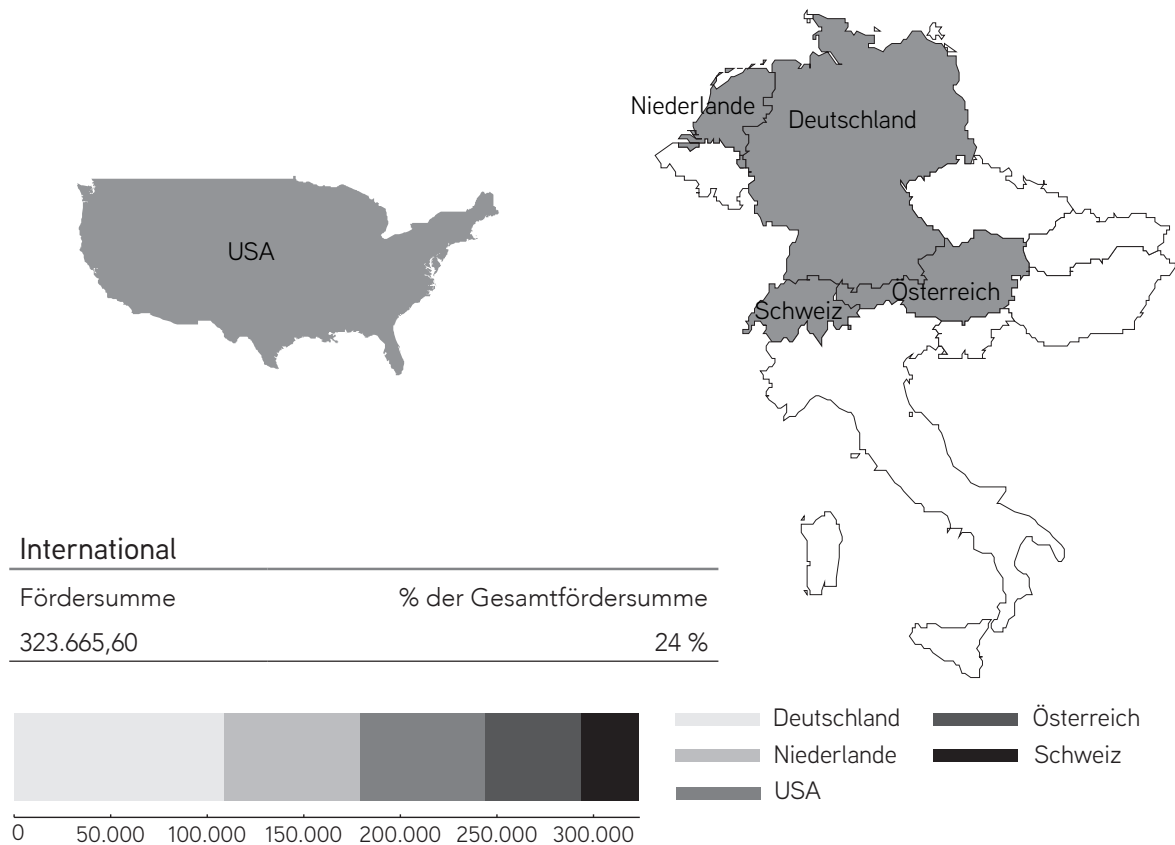 Niederlande
Deutschland
USA
Österreich
Schweiz
International
Fördersumme % der Gesamtfördersumme
323.665,60 24 %
Deutschland Österreich
Niederlande Schweiz
USA
0 50.000 100.000 150.000 200.000 250.000 300.000